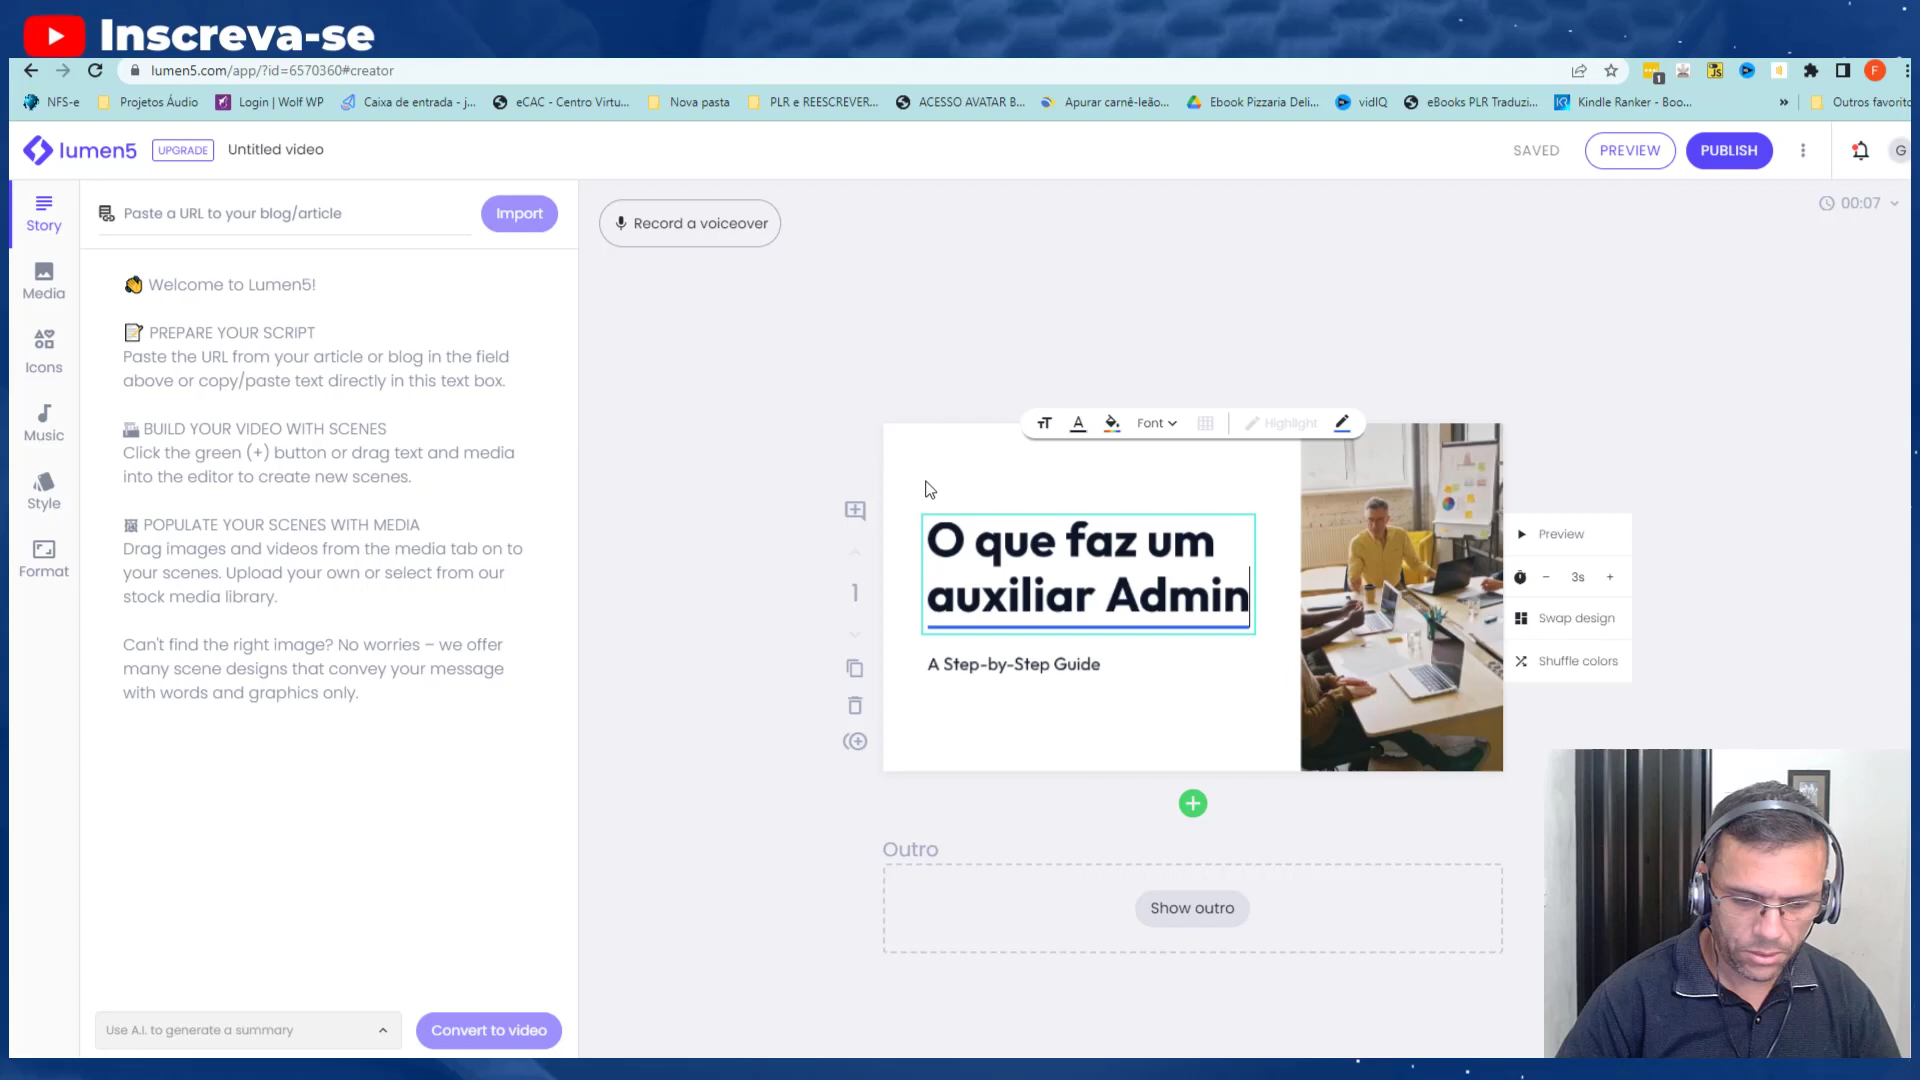 Inscreva-se
lumen5.com/app/?id=6570360#creator
1
JS
F
NFS-e
Projetos Áudio
Login | Wolf WP
Caixa de entrada - j...
eCAC - Centro Virtu...
Nova pasta
PLR e REESCREVER...
ACESSO AVATAR B...
Apurar carnê-leão...
Ebook Pizzaria Deli...
vidIQ
eBooks PLR Traduzi...
KR
Kindle Ranker - Boo...
»
Outros favorito
lumen5
UPGRADE
Untitled video
SAVED
PREVIEW
PUBLISH
G
Story
Media
Icons
Music
Style
Format
Paste a URL to your blog/article
Import
Welcome to Lumen5!
PREPARE YOUR SCRIPT
Paste the URL from your article or blog in the field
above or copy/paste text directly in this text box.
BUILD YOUR VIDEO WITH SCENES
Click the green (+) button or drag text and media
into the editor to create new scenes.
POPULATE YOUR SCENES WITH MEDIA
Drag images and videos from the media tab on to
your scenes. Upload your own or select from our
stock media library.
Can't find the right image? No worries – we offer
many scene designs that convey your message
with words and graphics only.
Use A.I. to generate a summary
Convert to video
Record a voiceover
00:07
Font
Highlight
1
O que faz um
auxiliar Admin
A Step-by-Step Guide
Preview
− 3s +
Swap design
Shuffle colors
Outro
Show outro